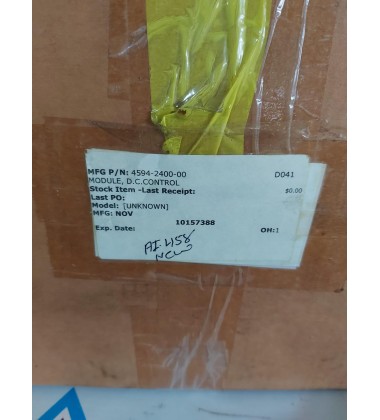 MFG P/N: 4594-2400-00 D041
MODULE, D.C.CONTROL
Stock Item -Last Receipt: $0.00
Last PO:
Model: [UNKNOWN]
MFG: NOV
10157388
Exp. Date: OH:1
AI-458
NEW